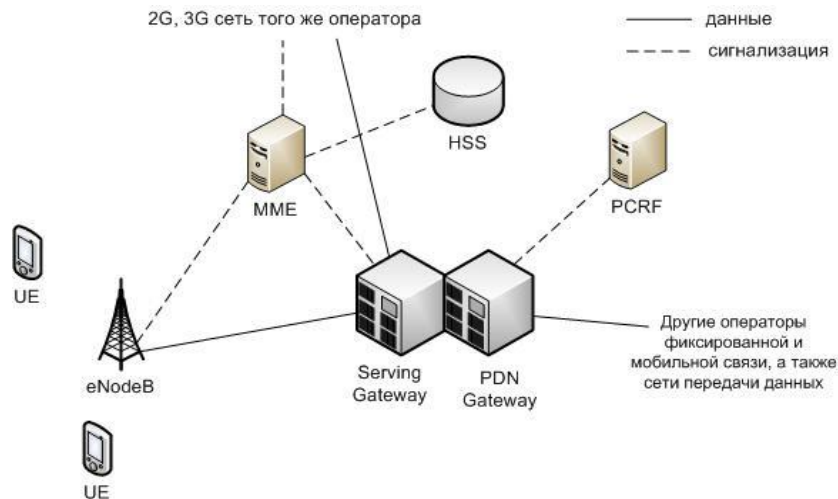 2G, 3G сеть того же оператора
данные
сигнализация
HSS
MME
PCRF
UE
eNodeB
Serving
Gateway
PDN
Gateway
Другие операторы
фиксированной и
мобильной связи, а также
сети передачи данных
UE